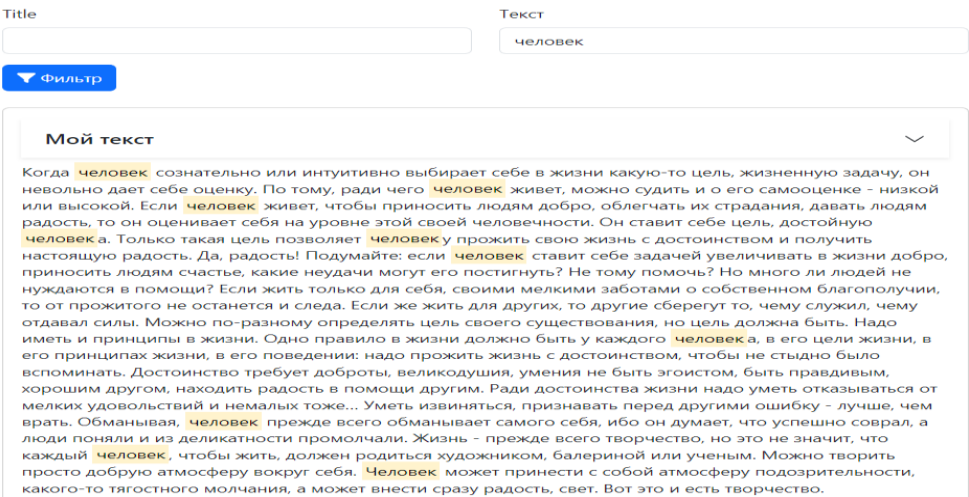 Title
Текст
человек
Фильтр
Мой текст
Когда человек сознательно или интуитивно выбирает себе в жизни какую-то цель, жизненную задачу, он
невольно дает себе оценку. По тому, ради чего человек живет, можно судить и о его самооценке - низкой
или высокой. Если человек живет, чтобы приносить людям добро, облегчать их страдания, давать людям
радость, то он оценивает себя на уровне этой своей человечности. Он ставит себе цель, достойную
человека. Только такая цель позволяет человеку прожить свою жизнь с достоинством и получить
настоящую радость. Да, радость! Подумайте: если человек ставит себе задачей увеличивать в жизни добро,
приносить людям счастье, какие неудачи могут его постигнуть? Не тому помочь? Но много ли людей не
нуждаются в помощи? Если жить только для себя, своими мелкими заботами о собственном благополучии,
то от прожитого не останется и следа. Если же жить для других, то другие сберегут то, чему служил, чему
отдавал силы. Можно по-разному определять цель своего существования, но цель должна быть. Надо
иметь и принципы в жизни. Одно правило в жизни должно быть у каждого человека, в его цели жизни, в
его принципах жизни, в его поведении: надо прожить жизнь с достоинством, чтобы не стыдно было
вспоминать. Достоинство требует доброты, великодушия, умения не быть эгоистом, быть правдивым,
хорошим другом, находить радость в помощи другим. Ради достоинства жизни надо уметь отказываться от
мелких удовольствий и немалых тоже... Уметь извиняться, признавать перед другими ошибку - лучше, чем
врать. Обманывая, человек прежде всего обманывает самого себя, ибо он думает, что успешно соврал, а
люди поняли и из деликатности промолчали. Жизнь - прежде всего творчество, но это не значит, что
каждый человек, чтобы жить, должен родиться художником, балериной или ученым. Можно творить
просто добрую атмосферу вокруг себя. Человек может принести с собой атмосферу подозрительности,
какого-то тягостного молчания, а может внести сразу радость, свет. Вот это и есть творчество.